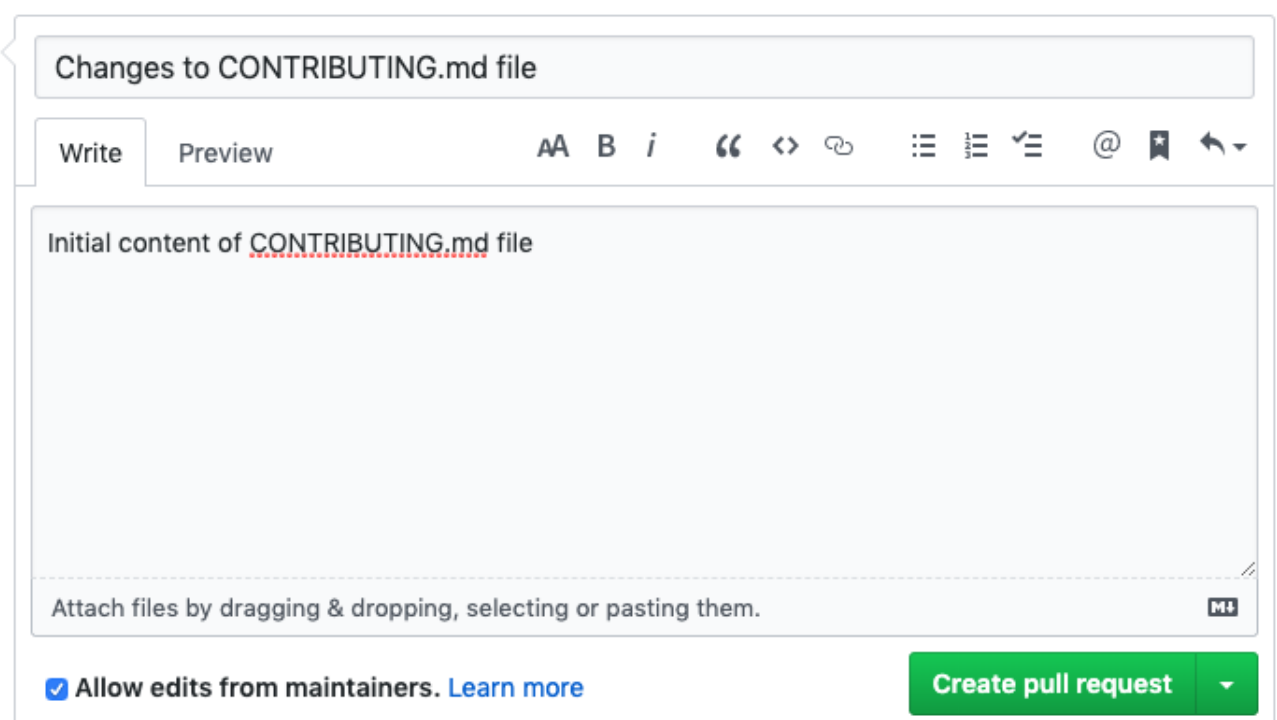 Changes to CONTRIBUTING.md file
Write Preview AA B i
Initial content of CONTRIBUTING.md file
Attach files by dragging & dropping, selecting or pasting them.
Allow edits from maintainers. Learn more
Create pull request